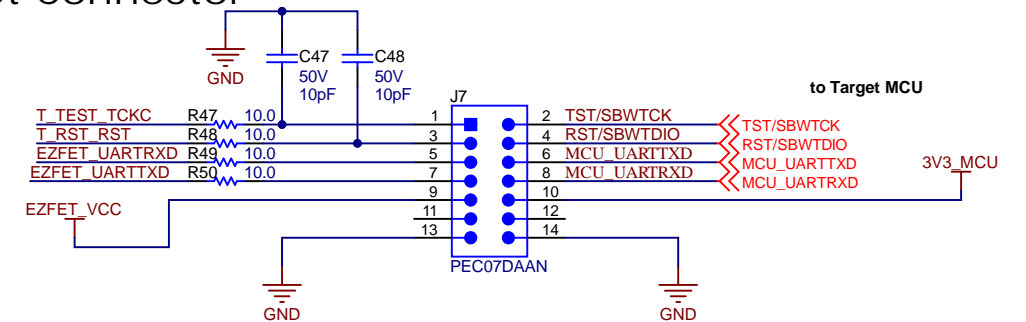 GND
C47
50V
10pF
C48
50V
10pF
to Target MCU
J7
T_TEST_TCKC R47 10.0 1 2 TST/SBWTCK TST/SBWTCK
T_RST_RST R48 10.0 3 4 RST/SBWTDIO RST/SBWTDIO
EZFET_UARTRXD R49 10.0 5 6 MCU_UARTTXD MCU_UARTTXD
EZFET_UARTTXD R50 10.0 7 8 MCU_UARTRXD MCU_UARTRXD
3V3_MCU
9 10
EZFET_VCC
11 12
13 14
PEC07DAAN
GND
GND